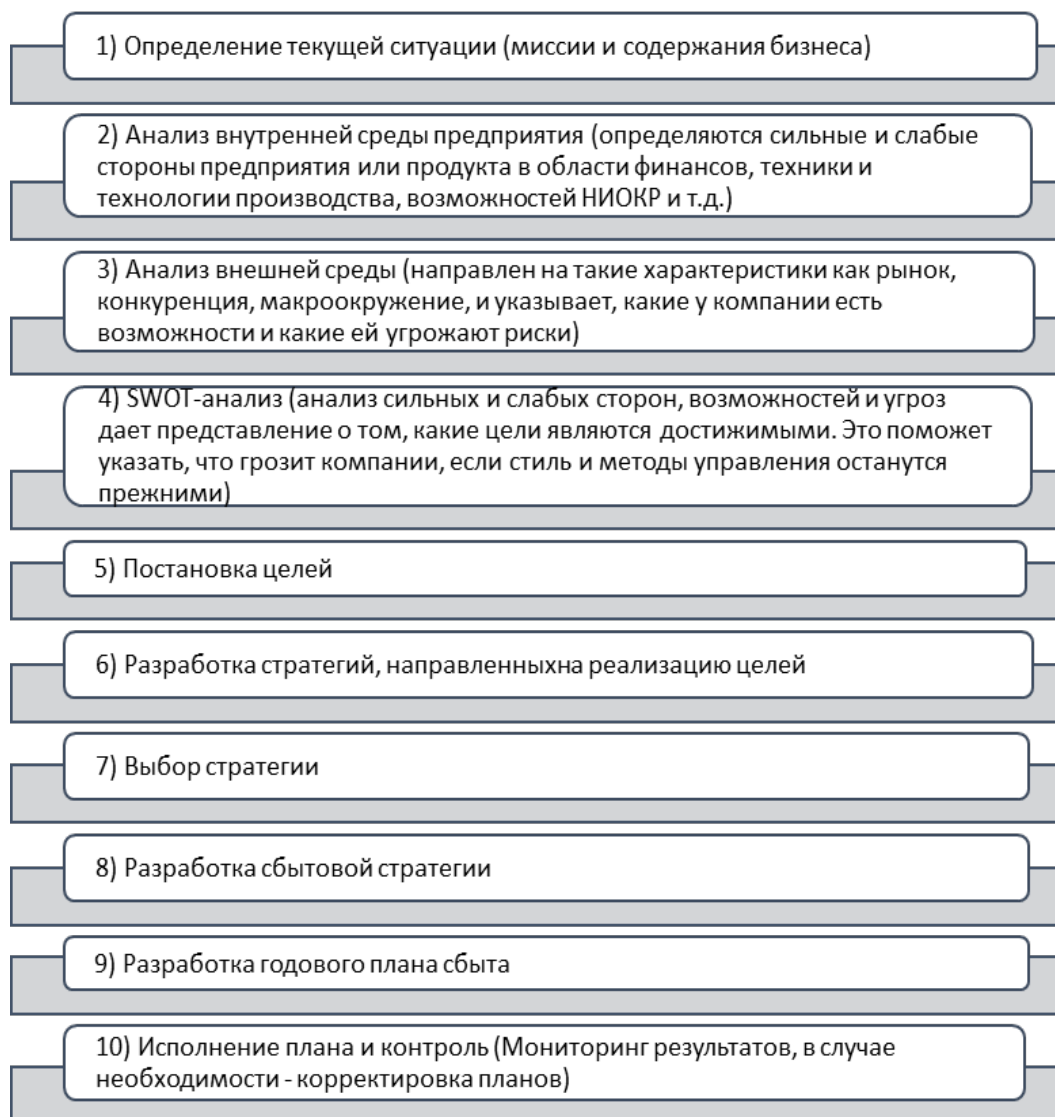 1) Определение текущей ситуации (миссии и содержания бизнеса)
2) Анализ внутренней среды предприятия (определяются сильные и слабые
стороны предприятия или продукта в области финансов, техники и
технологии производства, возможностей НИОКР и т.д.)
3) Анализ внешней среды (направлен на такие характеристики как рынок,
конкуренция, макроокружение, и указывает, какие у компании есть
возможности и какие ей угрожают риски)
4) SWOT-анализ (анализ сильных и слабых сторон, возможностей и угроз
дает представление о том, какие цели являются достижимыми. Это поможет
указать, что грозит компании, если стиль и методы управления останутся
прежними)
5) Постановка целей
6) Разработка стратегий, направленныхна реализацию целей
7) Выбор стратегии
8) Разработка сбытовой стратегии
9) Разработка годового плана сбыта
10) Исполнение плана и контроль (Мониторинг результатов, в случае
необходимости - корректировка планов)